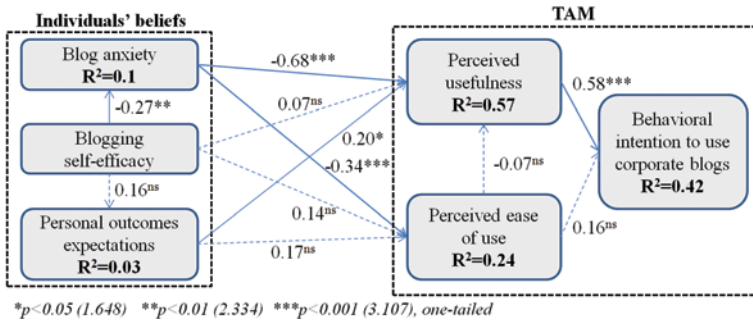 Individuals' beliefs
TAM
Blog anxiety
R²=0.1
-0.27**
Blogging
self-efficacy
0.16ⁿˢ
Personal outcomes
expectations
R²=0.03
-0.68***
0.07ⁿˢ
0.20*
-0.34***
0.14ⁿˢ
0.17ⁿˢ
Perceived
usefulness
R²=0.57
-0.07ⁿˢ
Perceived ease
of use
R²=0.24
0.58***
0.16ⁿˢ
Behavioral
intention to use
corporate blogs
R²=0.42
*p<0.05 (1.648) **p<0.01 (2.334) ***p<0.001 (3.107), one-tailed